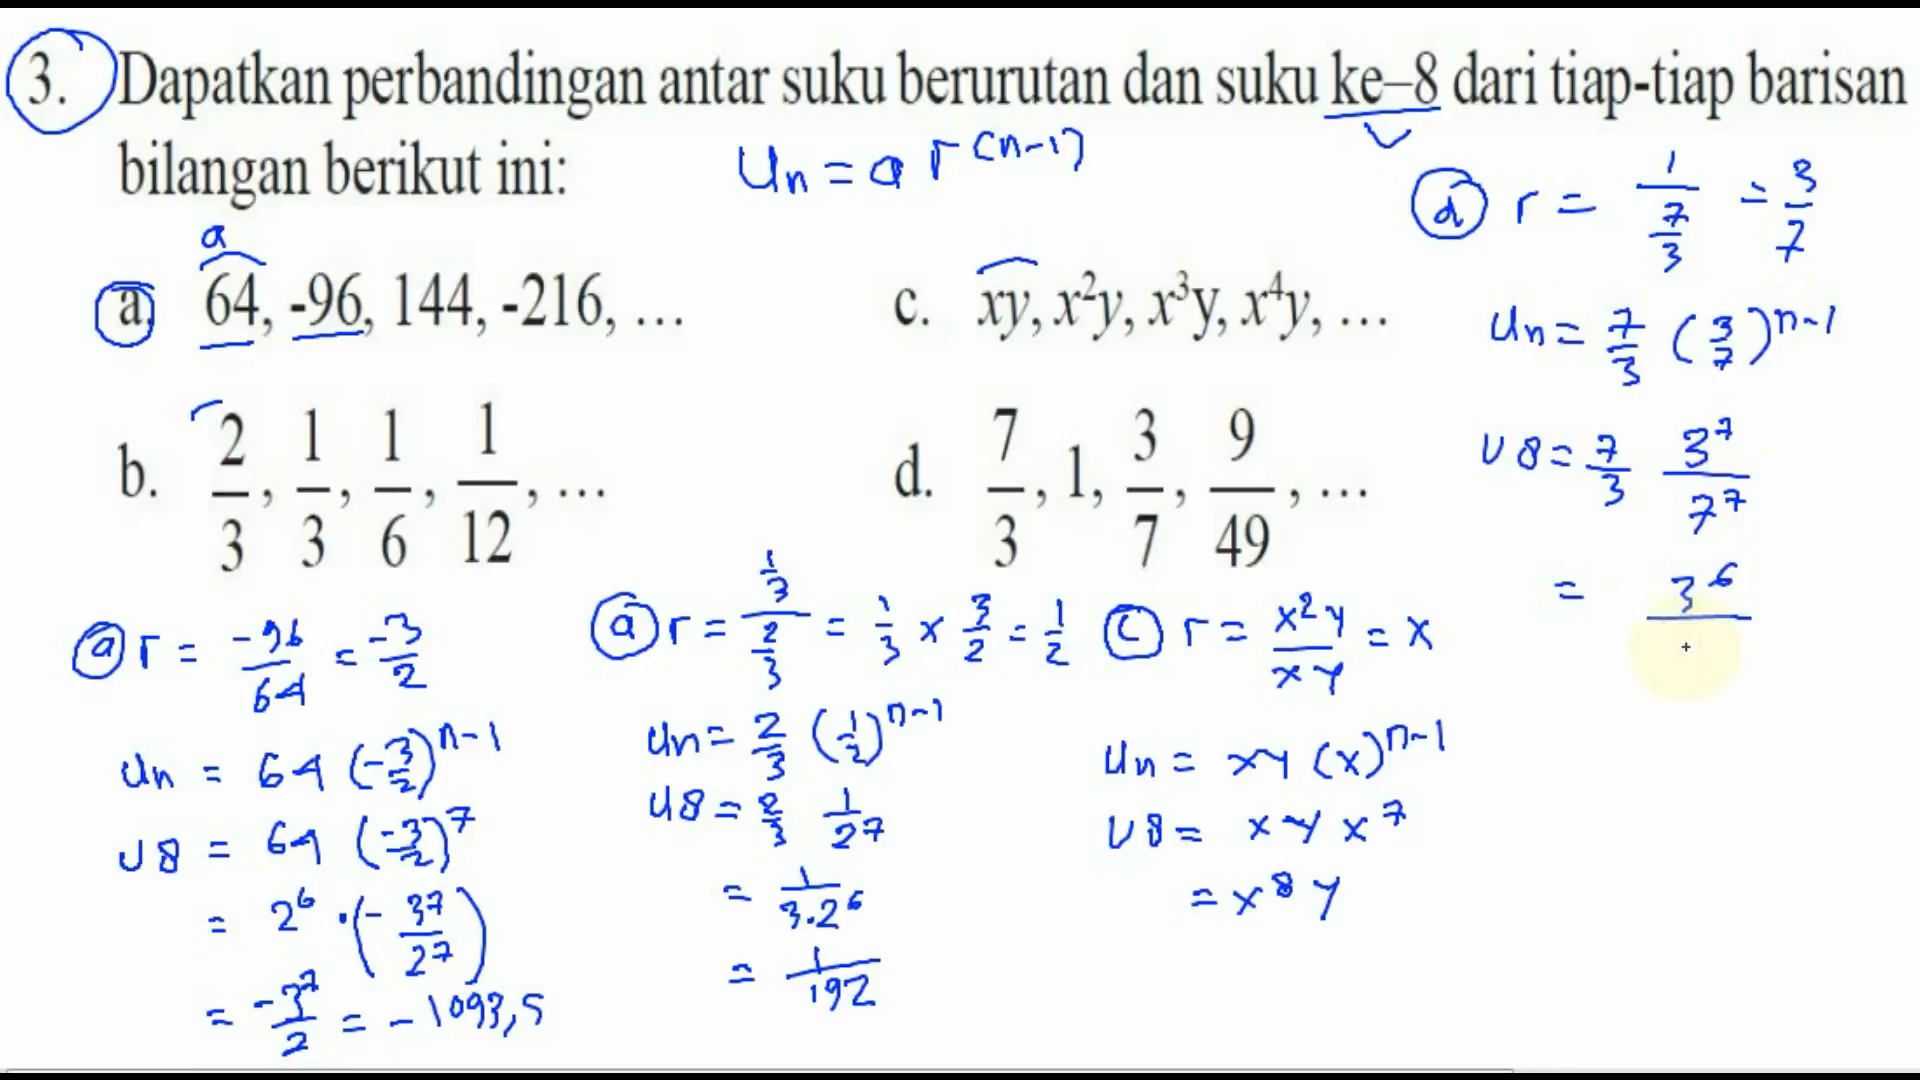 3. Dapatkan perbandingan antar suku berurutan dan suku ke–8 dari tiap-tiap barisan
bilangan berikut ini:
Un = a r^(n-1)
a
a. 64, -96, 144, -216, …
b. 2/3, 1/3, 1/6, 1/12, …
c. xy, x²y, x³y, x⁴y, …
d. 7/3, 1, 3/7, 9/49, …
a r = -96/64 = -3/2
Un = 64 (-3/2)^n-1
U8 = 64 (-3/2)^7
= 2^6 · (- 3^7/2^7)
= -3^7/2 = -1093,5
a r = 1/3 / 2/3 = 1/3 x 3/2 = 1/2
Un = 2/3 (1/2)^n-1
U8 = 2/3 1/2^7
= 1/3.2^6
= 1/192
c r = x²y/xy = x
Un = xy (x)^n-1
U8 = xy x^7
= x^8 y
d r = 1 / 7/3 = 3/7
Un = 7/3 (3/7)^n-1
U8 = 7/3 3^7/7^7
= 3^6/